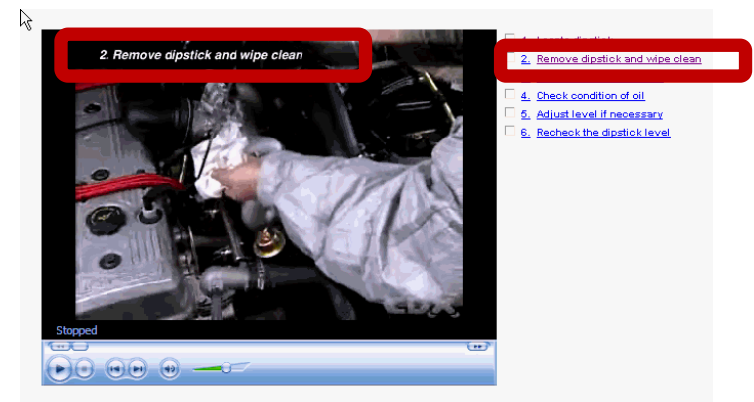 2. Remove dipstick and wipe clean
2. Remove dipstick and wipe clean
4. Check condition of oil
5. Adjust level if necessary
6. Recheck the dipstick level
CDX
Stopped